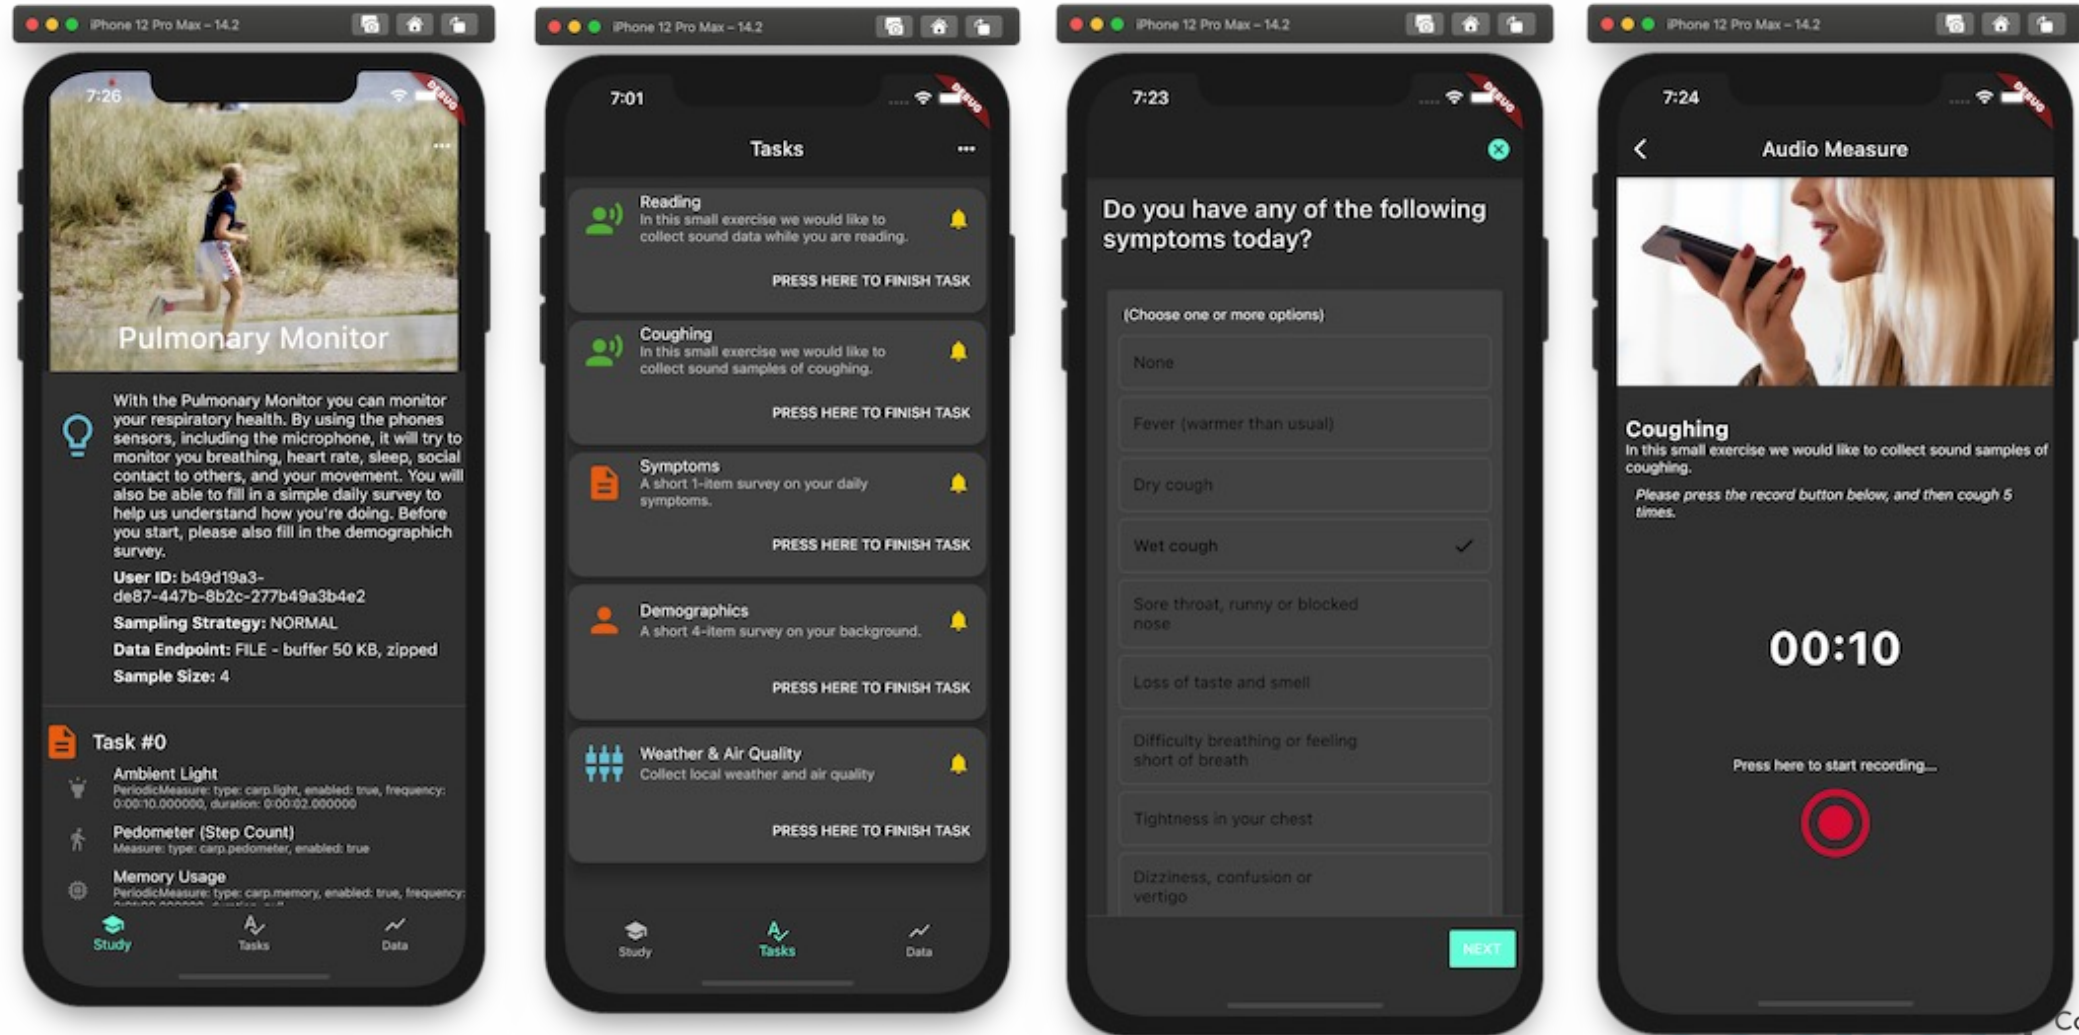 iPhone 12 Pro Max – 14.2
7:26
DEBUG
Pulmonary Monitor
With the Pulmonary Monitor you can monitor
your respiratory health. By using the phones
sensors, including the microphone, it will try to
monitor you breathing, heart rate, sleep, social
contact to others, and your movement. You will
also be able to fill in a simple daily survey to
help us understand how you're doing. Before
you start, please also fill in the demographich
survey.
User ID: b49d19a3-
de87-447b-8b2c-277b49a3b4e2
Sampling Strategy: NORMAL
Data Endpoint: FILE - buffer 50 KB, zipped
Sample Size: 4
Task #0
Ambient Light
PeriodicMeasure: type: carp.light, enabled: true, frequency:
0:00:10.000000, duration: 0:00:02.000000
Pedometer (Step Count)
Measure: type: carp.pedometer, enabled: true
Memory Usage
PeriodicMeasure: type: carp.memory, enabled: true, frequency:
Study
Tasks
Data
iPhone 12 Pro Max – 14.2
7:01
DEBUG
Tasks
Reading
In this small exercise we would like to
collect sound data while you are reading.
PRESS HERE TO FINISH TASK
Coughing
In this small exercise we would like to
collect sound samples of coughing.
PRESS HERE TO FINISH TASK
Symptoms
A short 1-item survey on your daily
symptoms.
PRESS HERE TO FINISH TASK
Demographics
A short 4-item survey on your background.
PRESS HERE TO FINISH TASK
Weather & Air Quality
Collect local weather and air quality
PRESS HERE TO FINISH TASK
Study
Tasks
Data
iPhone 12 Pro Max – 14.2
7:23
DEBUG
Do you have any of the following
symptoms today?
(Choose one or more options)
None
Fever (warmer than usual)
Dry cough
Wet cough
Sore throat, runny or blocked
nose
Loss of taste and smell
Difficulty breathing or feeling
short of breath
Tightness in your chest
Dizziness, confusion or
vertigo
NEXT
iPhone 12 Pro Max – 14.2
7:24
DEBUG
Audio Measure
Coughing
In this small exercise we would like to collect sound samples of
coughing.
Please press the record button below, and then cough 5
times.
00:10
Press here to start recording...